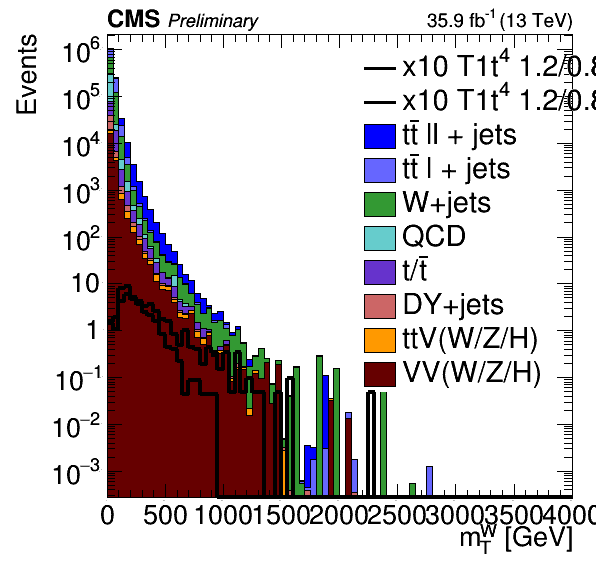 CMS Preliminary 35.9 fb⁻¹ (13 TeV)
Events
10⁶
10⁵
10⁴
10³
10²
10
1
10⁻¹
10⁻²
10⁻³
x10 T1t⁴ 1.2/0.8
x10 T1t⁴ 1.2/0.8
tt̄ ll + jets
tt̄ l + jets
W+jets
QCD
t/t̄
DY+jets
ttV(W/Z/H)
VV(W/Z/H)
0 500 1000 1500 2000 2500 3000 3500 4000
m_T^W [GeV]